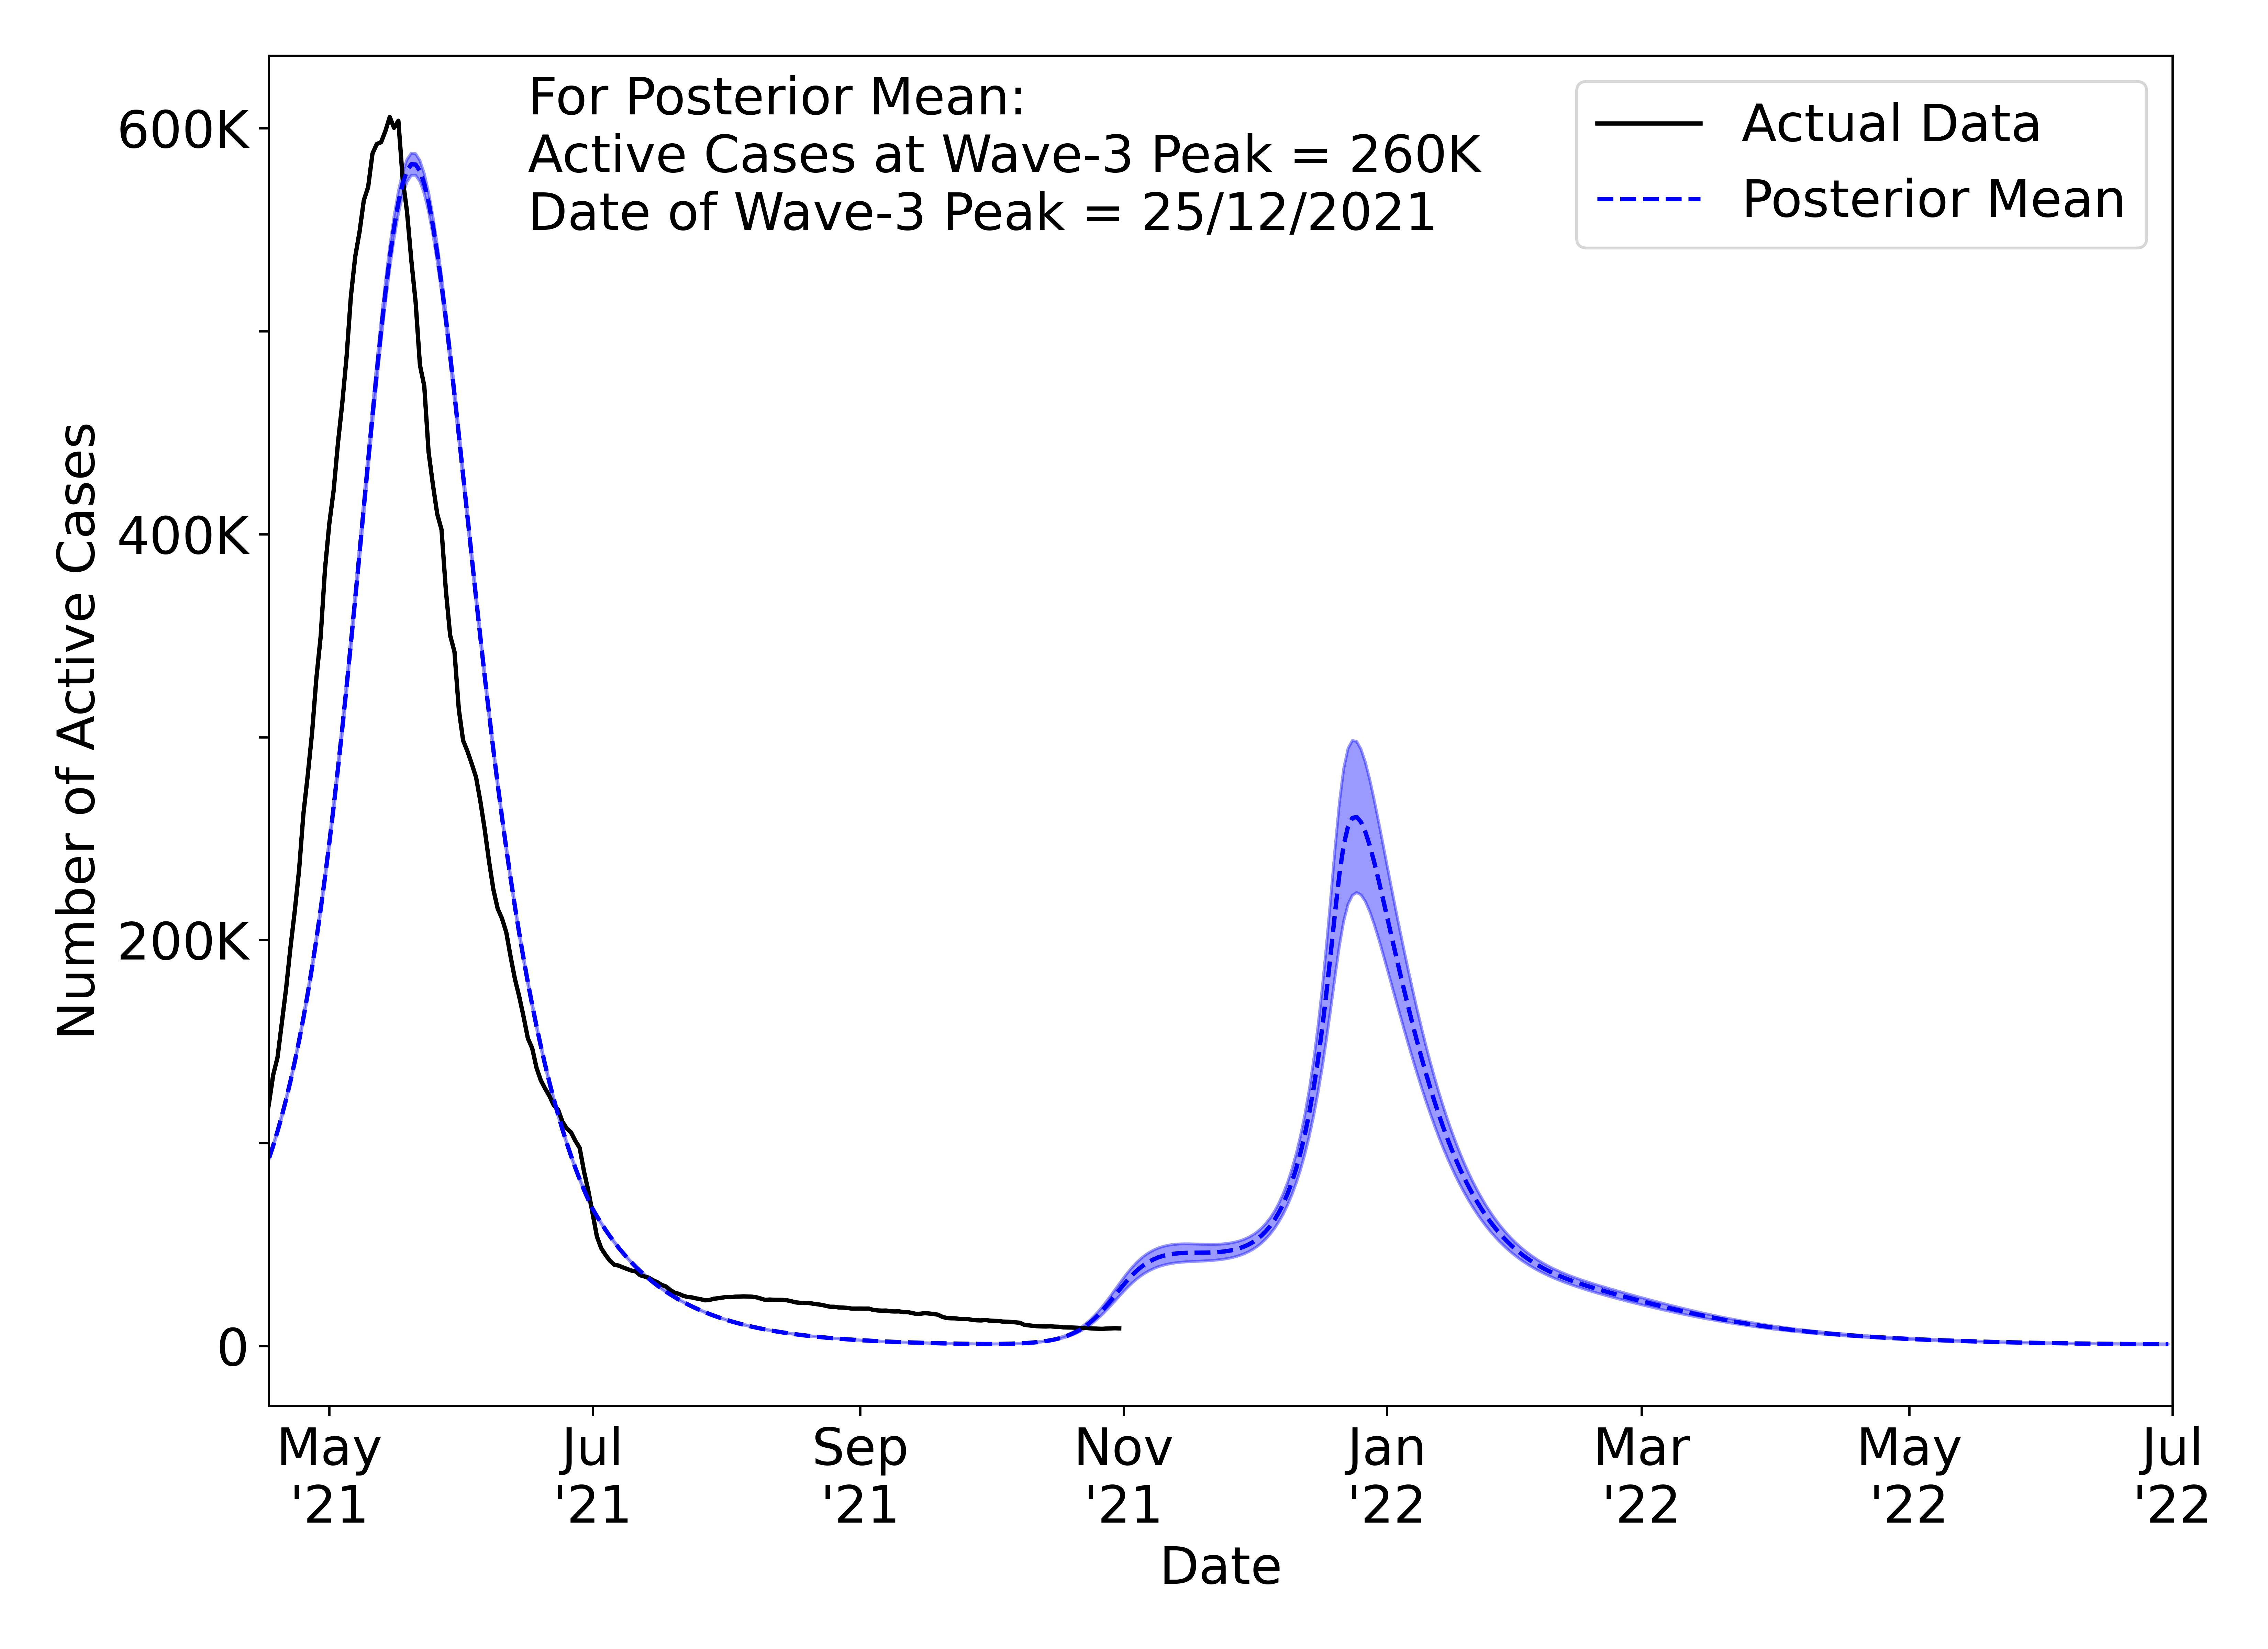 For Posterior Mean:
Active Cases at Wave-3 Peak = 260K
Date of Wave-3 Peak = 25/12/2021
Actual Data
Posterior Mean
600K
400K
200K
0
Number of Active Cases
May Jul Sep Nov Jan Mar May Jul
'21 '21 '21 '21 '22 '22 '22 '22
Date